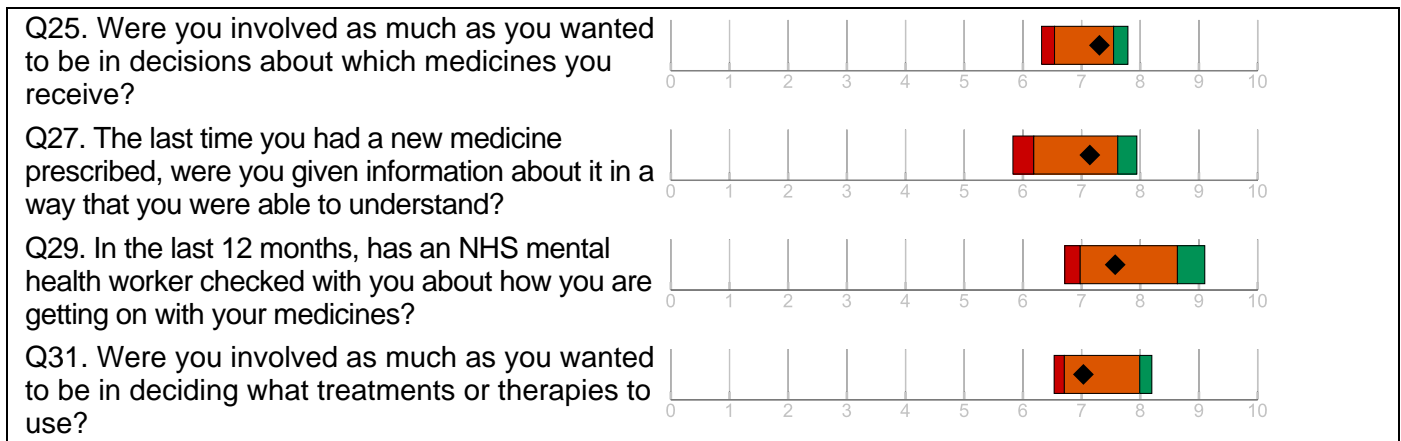 Q25. Were you involved as much as you wanted
to be in decisions about which medicines you
receive?
0 1 2 3 4 5 6 7 8 9 10
Q27. The last time you had a new medicine
prescribed, were you given information about it in a
way that you were able to understand?
0 1 2 3 4 5 6 7 8 9 10
Q29. In the last 12 months, has an NHS mental
health worker checked with you about how you are
getting on with your medicines?
0 1 2 3 4 5 6 7 8 9 10
Q31. Were you involved as much as you wanted
to be in deciding what treatments or therapies to
use?
0 1 2 3 4 5 6 7 8 9 10